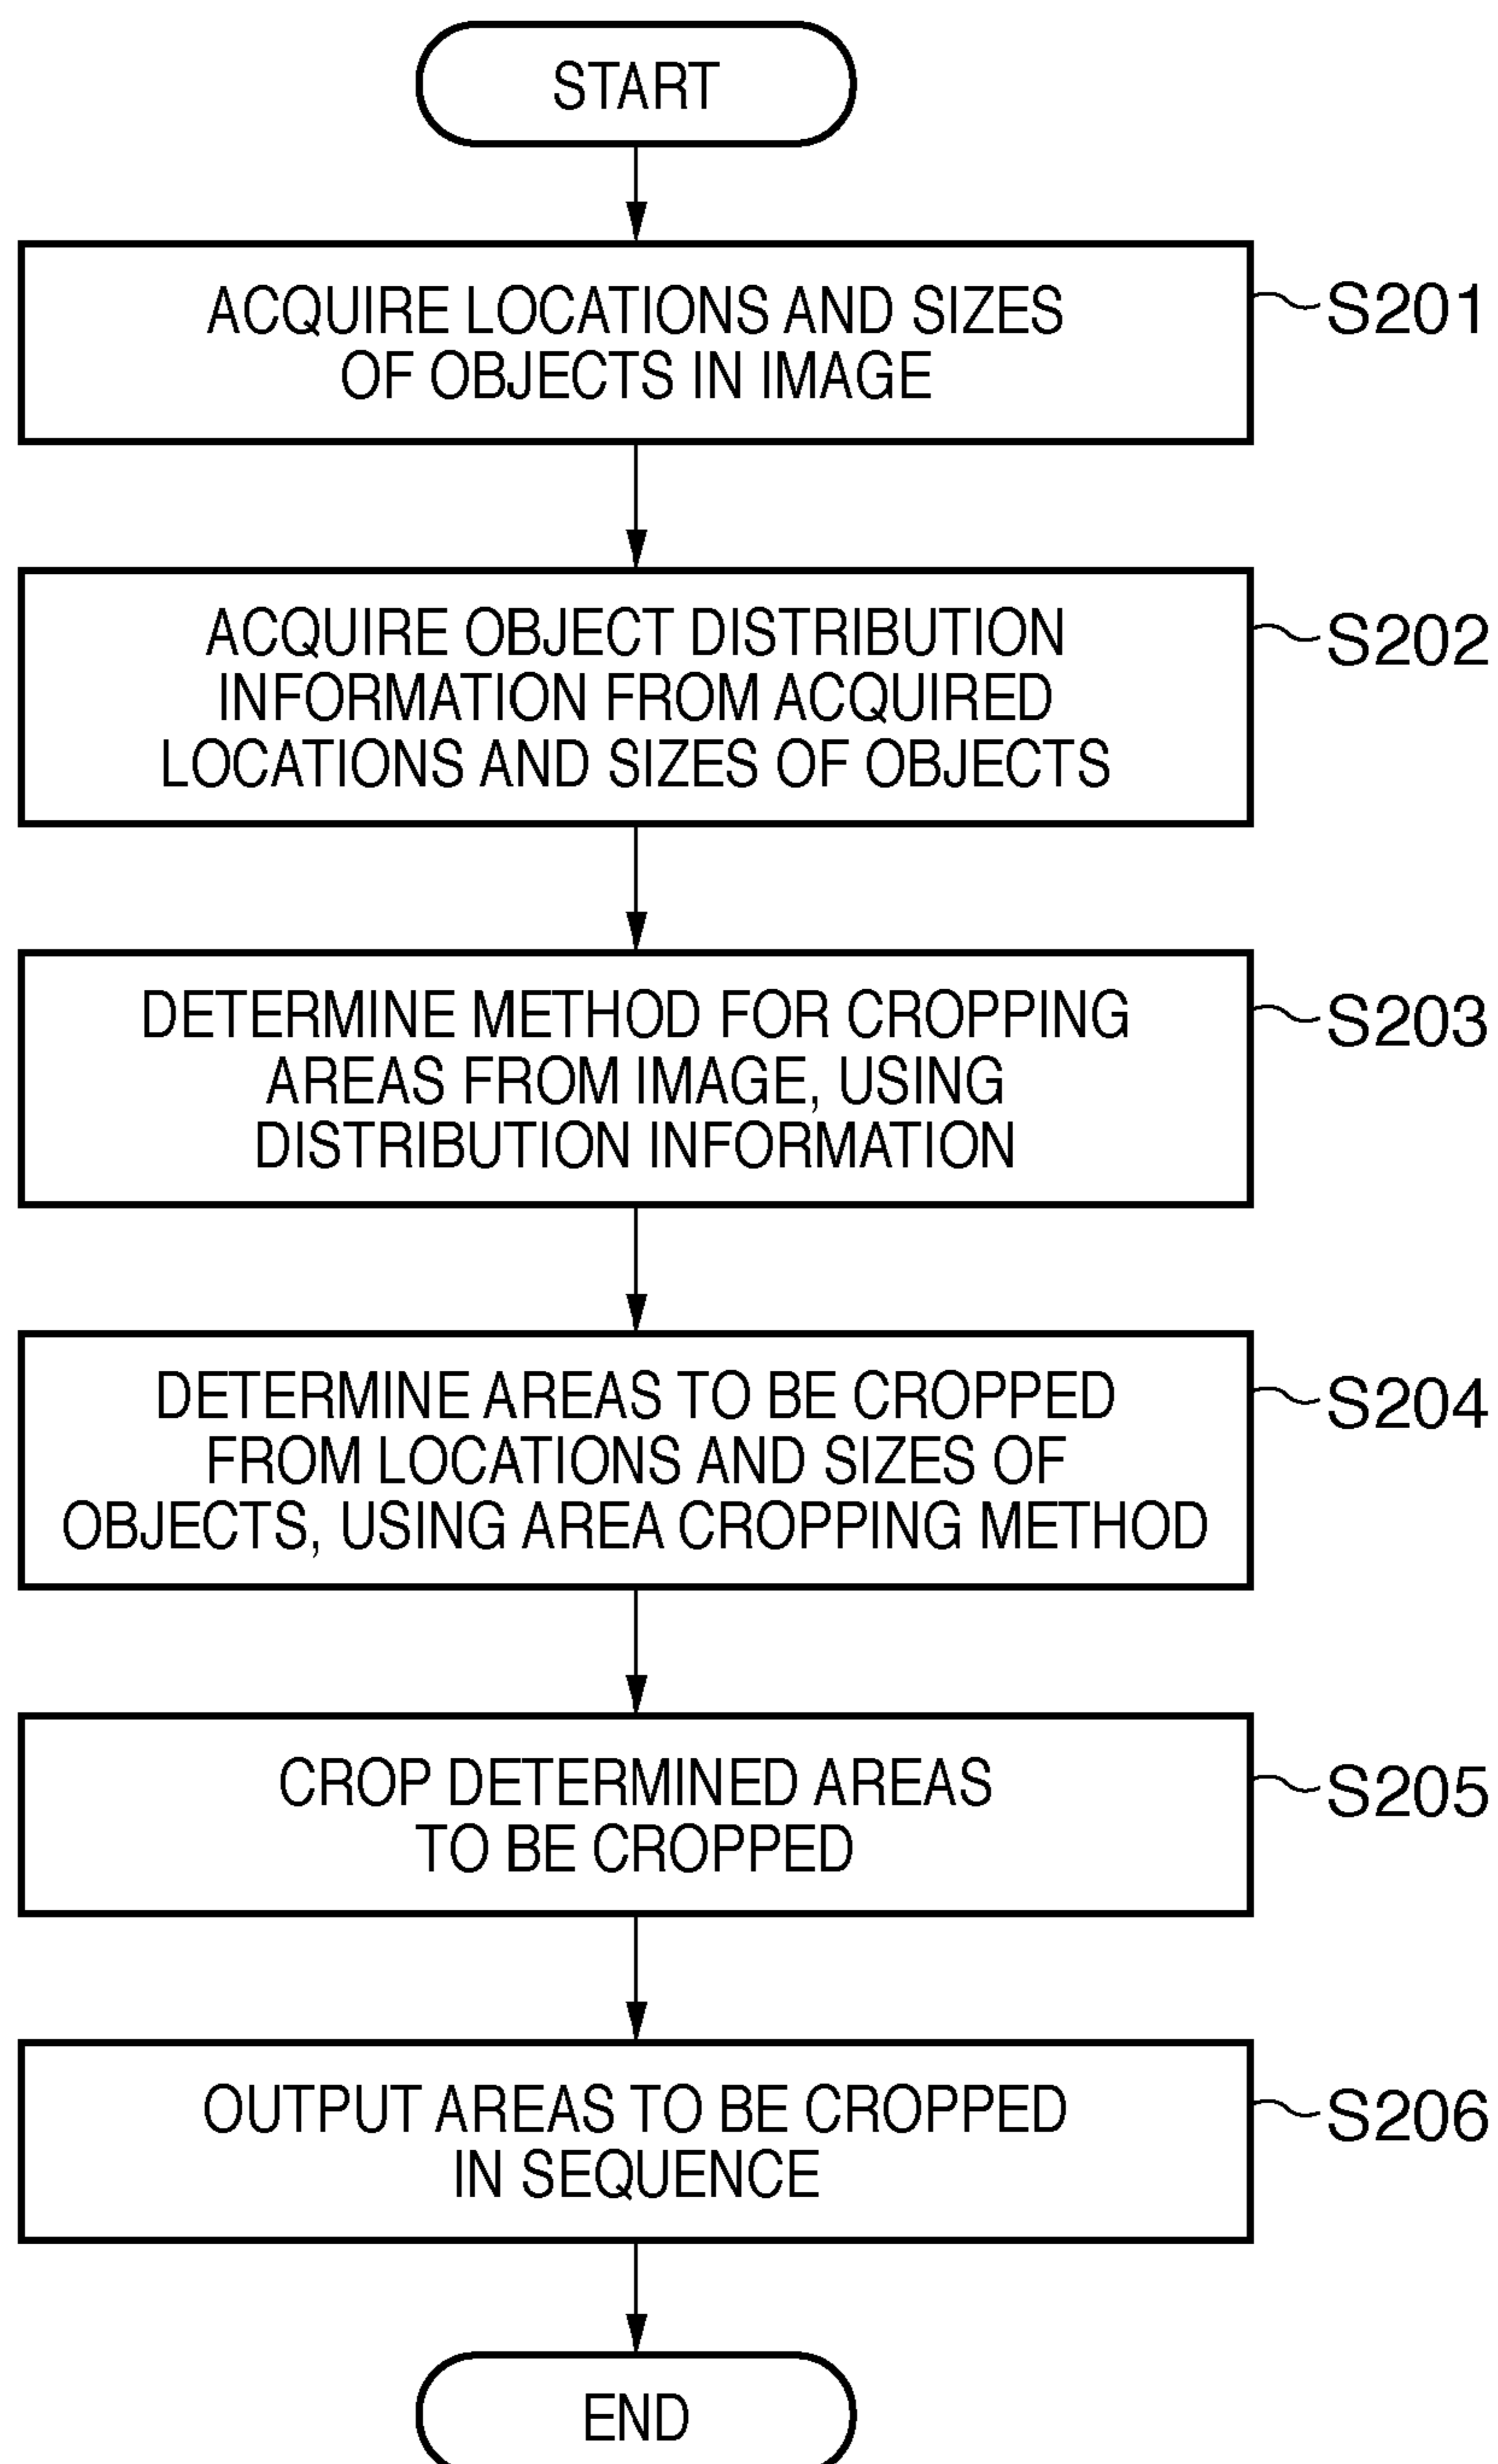 START
ACQUIRE LOCATIONS AND SIZES
OF OBJECTS IN IMAGE
S201
ACQUIRE OBJECT DISTRIBUTION
INFORMATION FROM ACQUIRED
LOCATIONS AND SIZES OF OBJECTS
S202
DETERMINE METHOD FOR CROPPING
AREAS FROM IMAGE, USING
DISTRIBUTION INFORMATION
S203
DETERMINE AREAS TO BE CROPPED
FROM LOCATIONS AND SIZES OF
OBJECTS, USING AREA CROPPING METHOD
S204
CROP DETERMINED AREAS
TO BE CROPPED
S205
OUTPUT AREAS TO BE CROPPED
IN SEQUENCE
S206
END